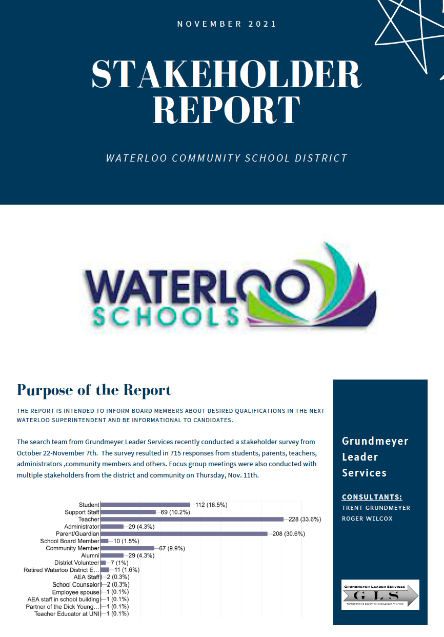 NOVEMBER 2021
STAKEHOLDER
REPORT
WATERLOO COMMUNITY SCHOOL DISTRICT
WATERLOO
SCHOOLS
Purpose of the Report
THE REPORT IS INTENDED TO INFORM BOARD MEMBERS ABOUT DESIRED QUALIFICATIONS IN THE NEXT
WATERLOO SUPERINTENDENT AND BE INFORMATIONAL TO CANDIDATES.
The search team from Grundmeyer Leader Services recently conducted a stakeholder survey from
October 22-November 7th. The survey resulted in 715 responses from students, parents, teachers,
administrators ,community members and others. Focus group meetings were also conducted with
multiple stakeholders from the district and community on Thursday, Nov. 11th.
Student 112 (16.5%)
Support Staff 69 (10.2%)
Teacher 228 (33.6%)
Administrator 29 (4.3%)
Parent/Guardian 208 (30.6%)
School Board Member 10 (1.5%)
Community Member 67 (9.9%)
Alumni 29 (4.3%)
District Volunteer 7 (1%)
Retired Waterloo District E... 11 (1.6%)
AEA Staff 2 (0.3%)
School Counselor 2 (0.3%)
Employee spouse 1 (0.1%)
AEA staff in school building 1 (0.1%)
Partner of the Dick Young... 1 (0.1%)
Teacher Educator at UNI 1 (0.1%)
Grundmeyer
Leader
Services
CONSULTANTS:
TRENT GRUNDMEYER
ROGER WILCOX
GRUNDMEYER LEADER SERVICES
G L S